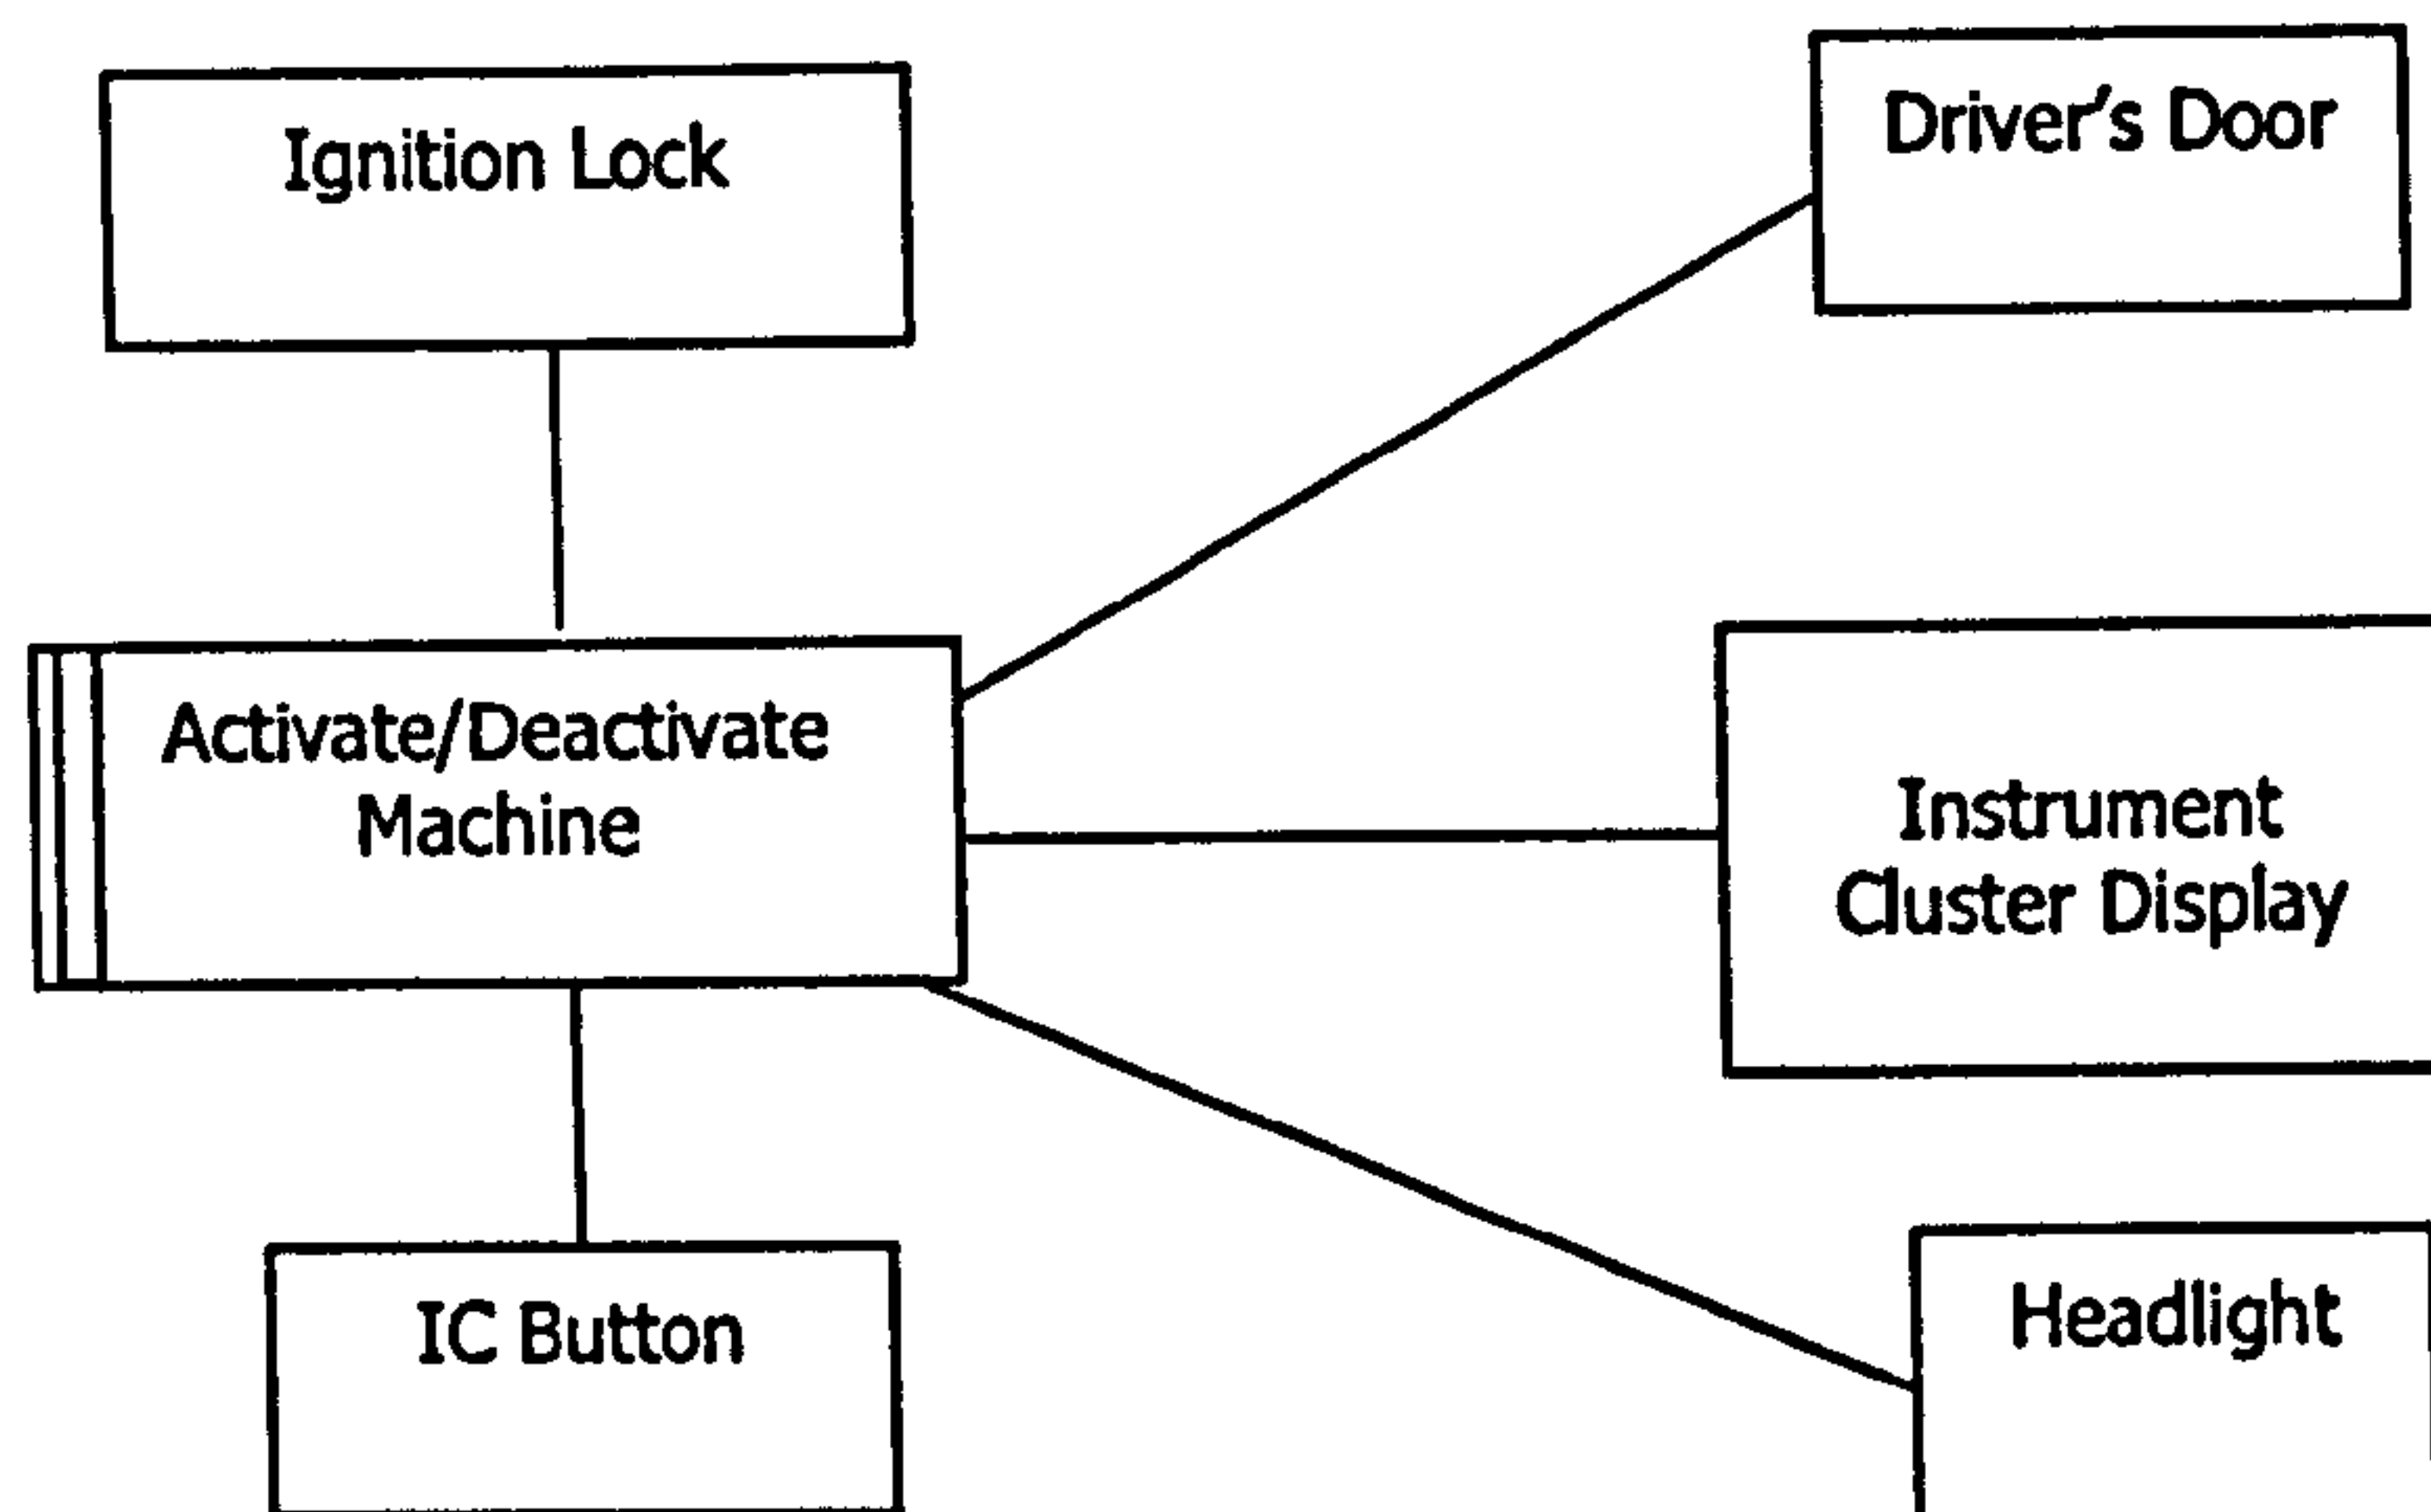 Ignition Lock
Driver's Door
Activate/Deactivate
Machine
Instrument
Cluster Display
IC Button
Headlight